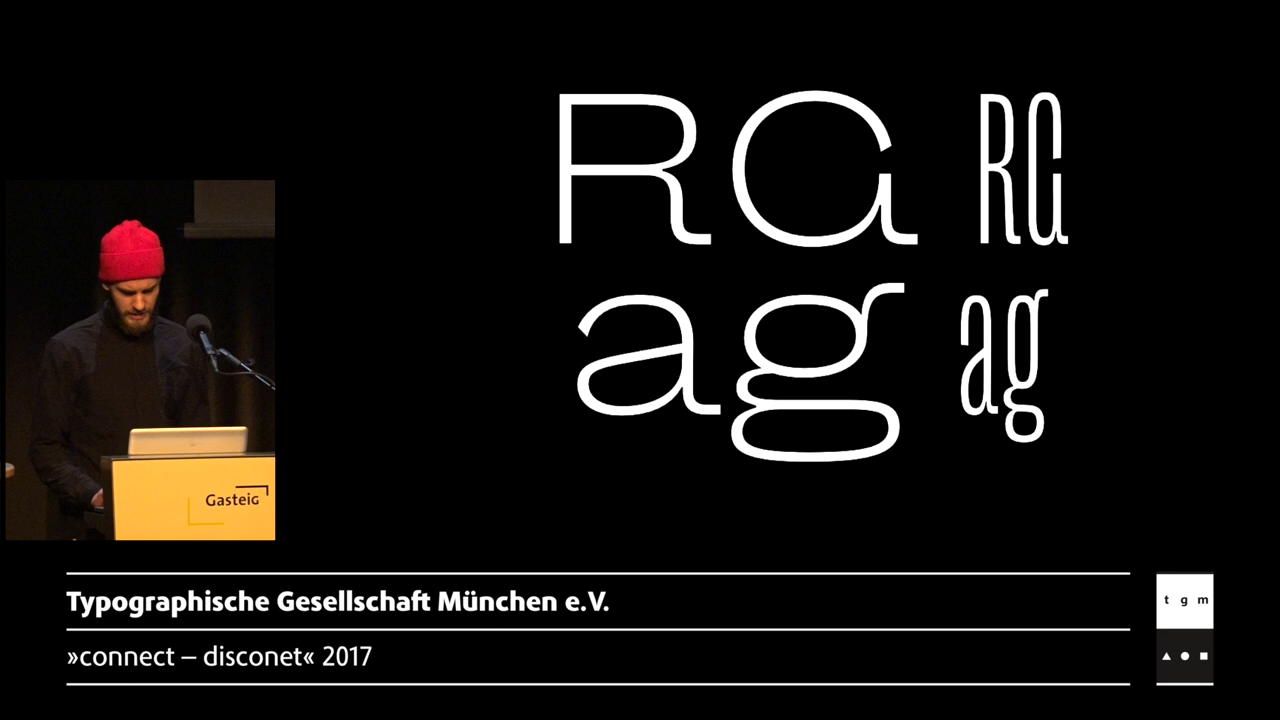 RG RG
ag ag
Gasteig
Typographische Gesellschaft München e.V.
»connect – disconet« 2017
t g m